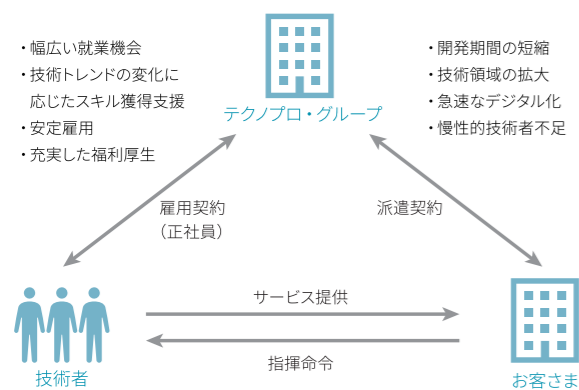 ・幅広い就業機会
・技術トレンドの変化に
応じたスキル獲得支援
・安定雇用
・充実した福利厚生
テクノプロ・グループ
・開発期間の短縮
・技術領域の拡大
・急速なデジタル化
・慢性的技術者不足
雇用契約
（正社員）
派遣契約
サービス提供
指揮命令
技術者
お客さま